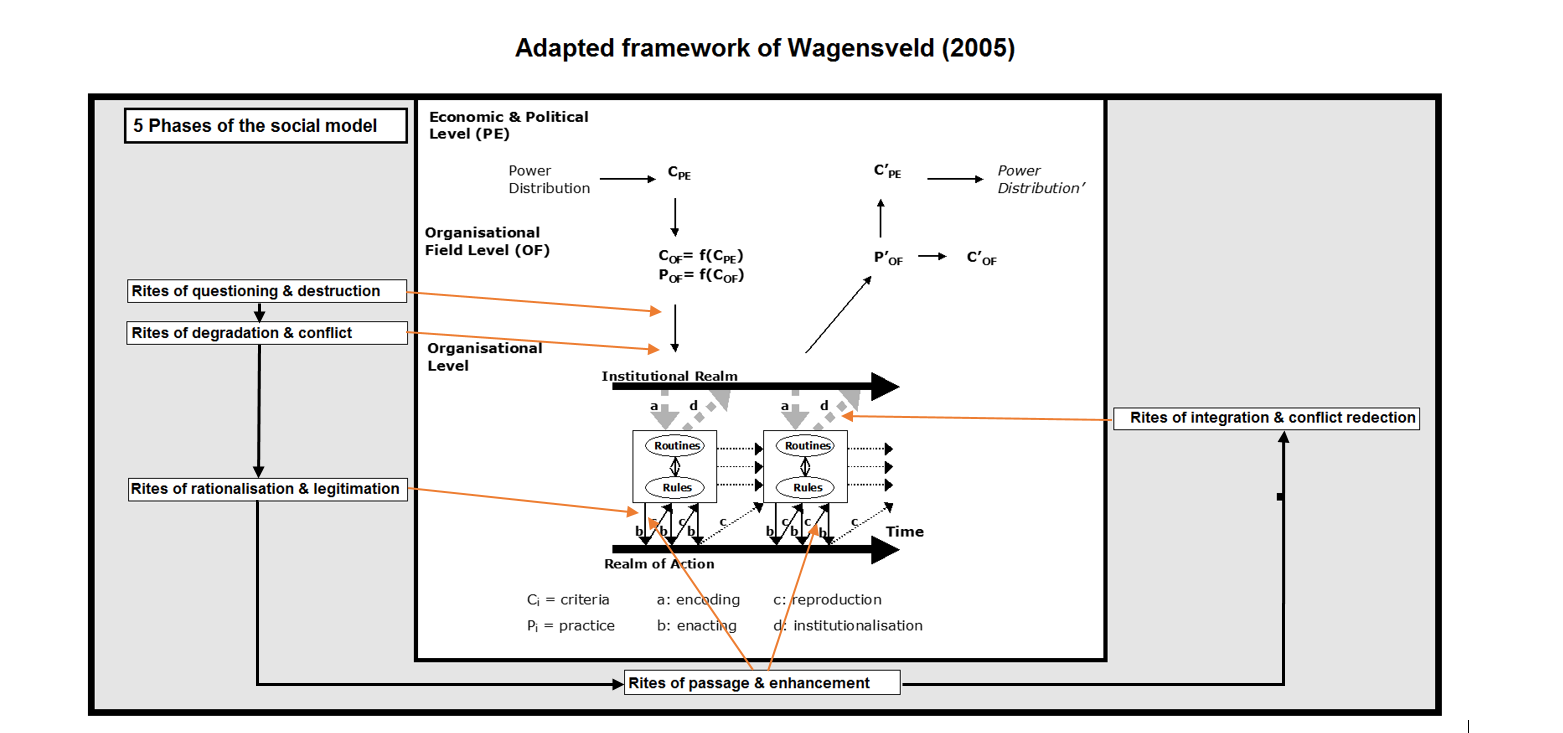 Adapted framework of Wagensveld (2005)
5 Phases of the social model
Economic & Political
Level (PE)
Power
Distribution
CPE
C′PE
Power
Distribution′
Organisational
Field Level (OF)
COF= f(CPE)
POF= f(COF)
P′OF
C′OF
Rites of questioning & destruction
Rites of degradation & conflict
Organisational
Level
Institutional Realm
a
d
a
d
Rites of integration & conflict redection
Routines
Routines
Rules
Rules
Rites of rationalisation & legitimation
b
c
b
c
b
c
b
c
b
c
b
c
Time
Realm of Action
Ci = criteria
a: encoding
c: reproduction
Pi = practice
b: enacting
d: institutionalisation
Rites of passage & enhancement